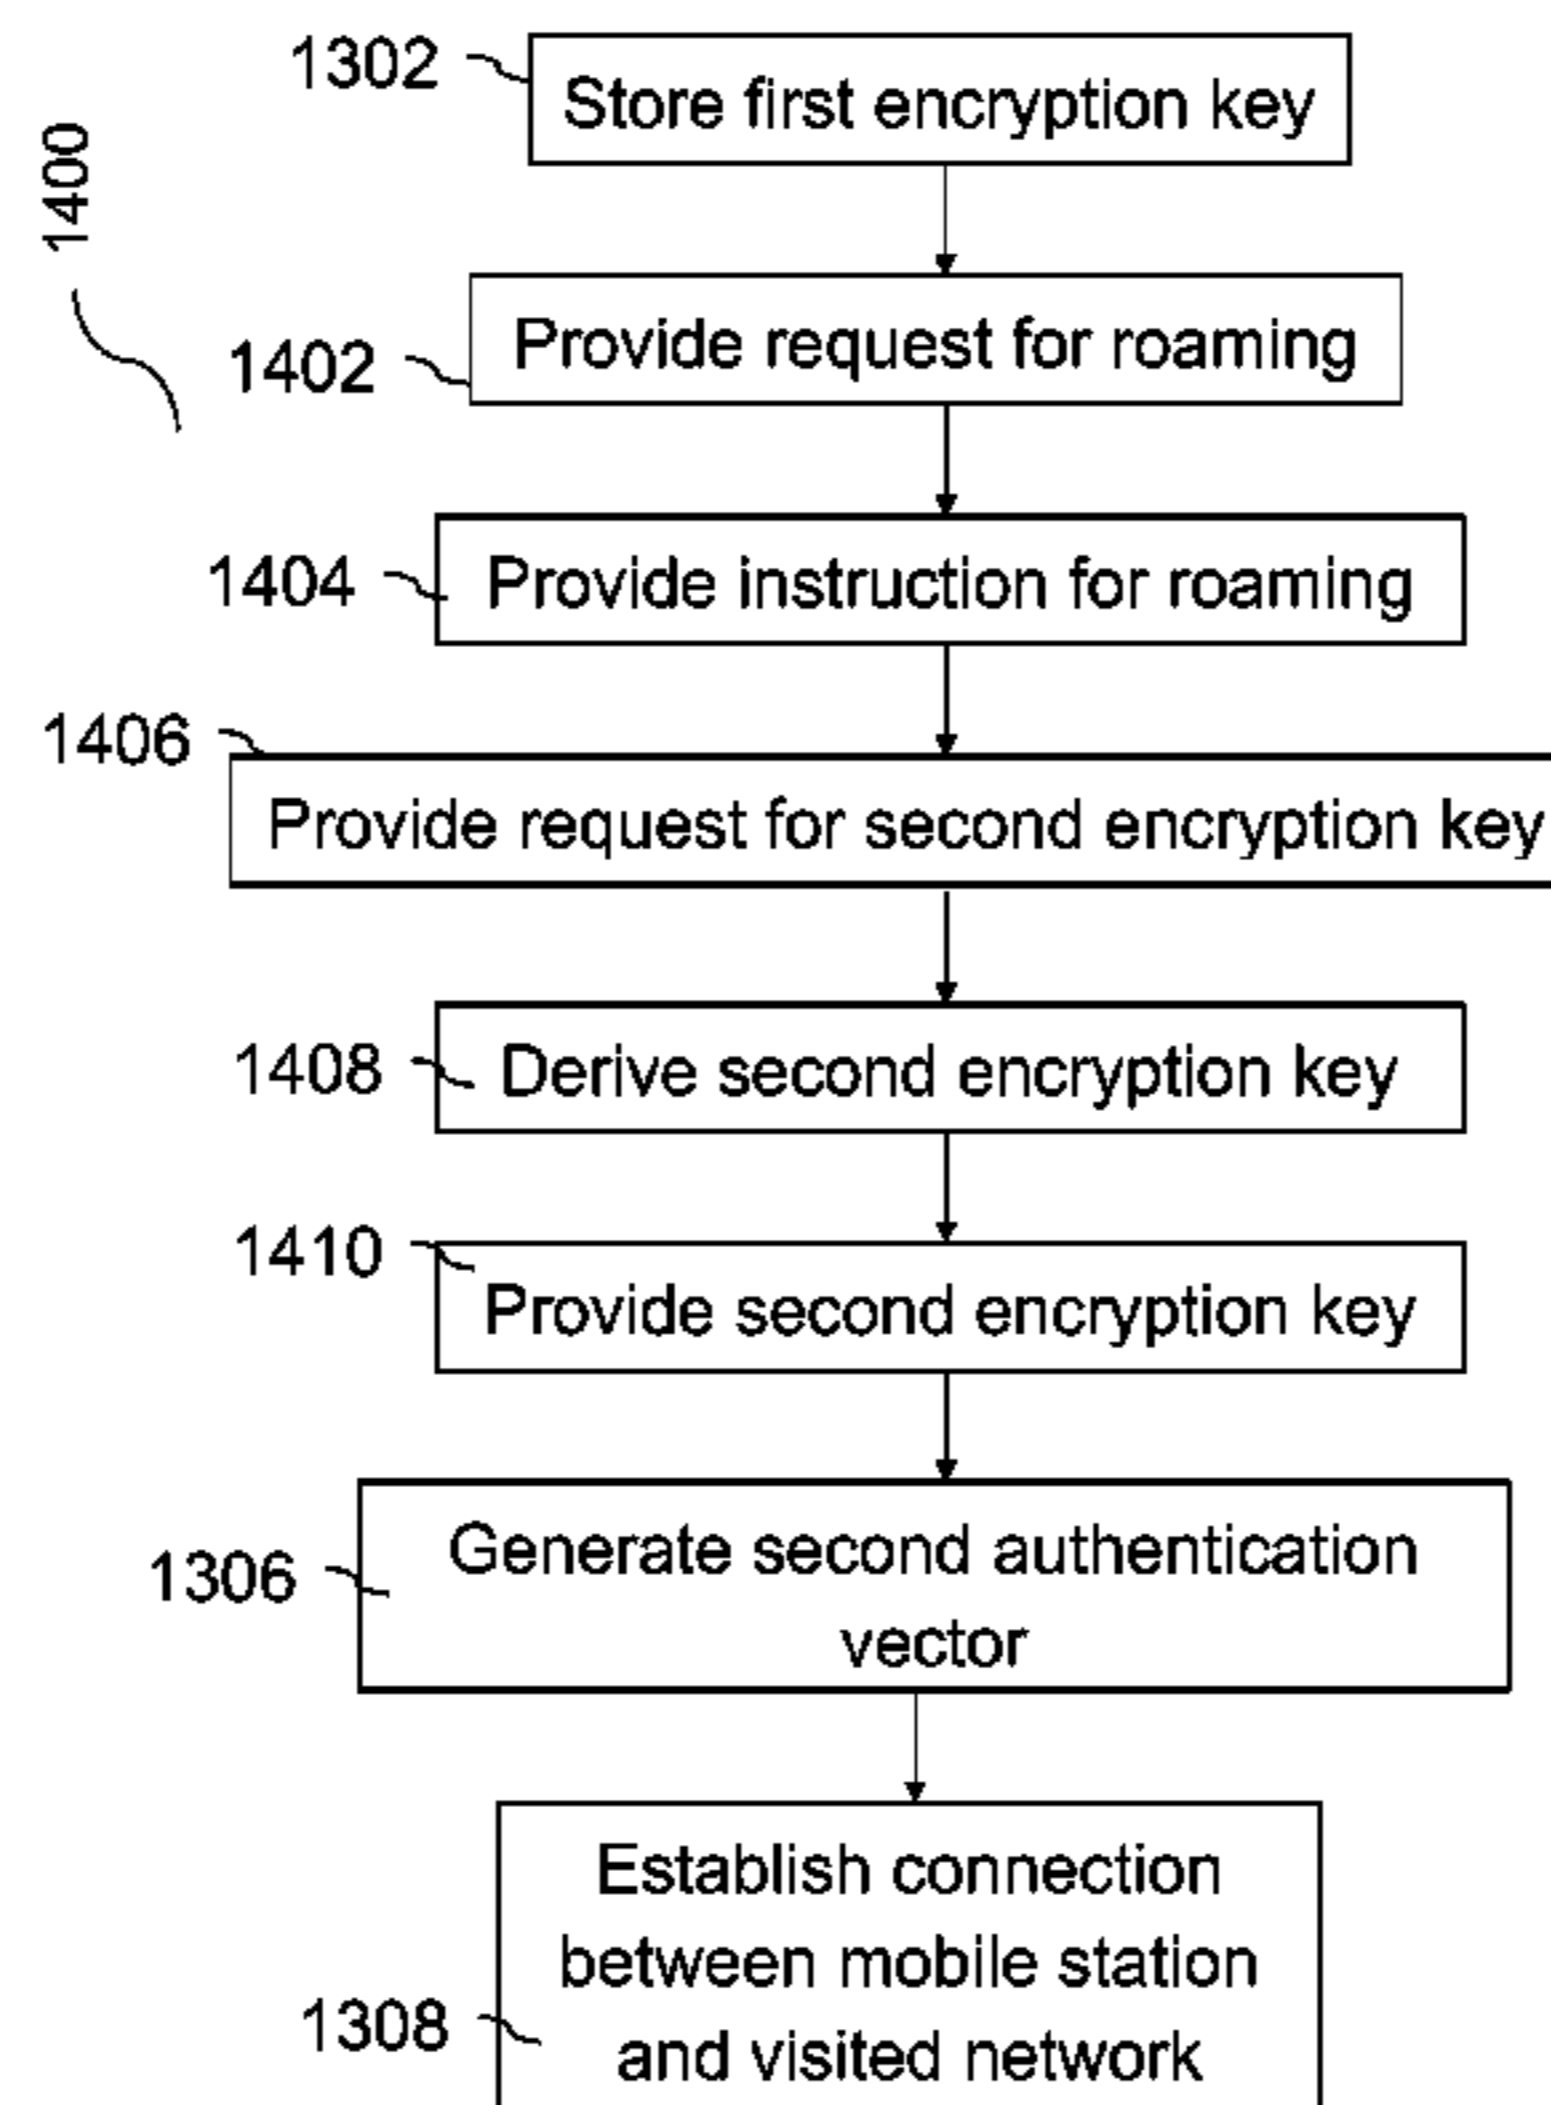 1302
Store first encryption key
1400
Provide request for roaming
1402
Provide instruction for roaming
1404
1406
Provide request for second encryption key
1408
Derive second encryption key
1410
Provide second encryption key
Generate second authentication
1306
vector
Establish connection
between mobile station
1308
and visited network